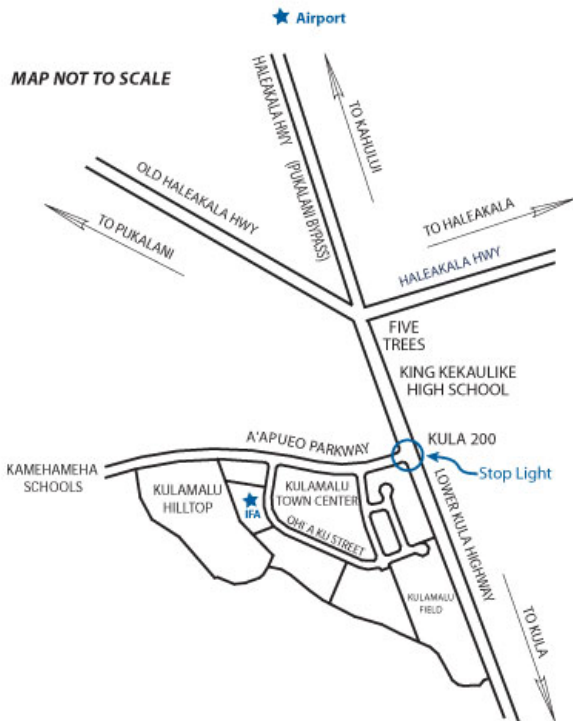 Airport
MAP NOT TO SCALE
HALEAKALA HWY
(PUKALANI BYPASS)
TO KAHULUI
OLD HALEAKALA HWY
TO PUKALANI
TO HALEAKALA
HALEAKALA HWY
FIVE
TREES
KING KEKAULIKE
HIGH SCHOOL
A'APUEO PARKWAY
KULA 200
Stop Light
KAMEHAMEHA
SCHOOLS
KULAMALU
HILLTOP
IFA
KULAMALU
TOWN CENTER
OHI' A KU STREET
LOWER KULA HIGHWAY
KULAMALU
FIELD
TO KULA